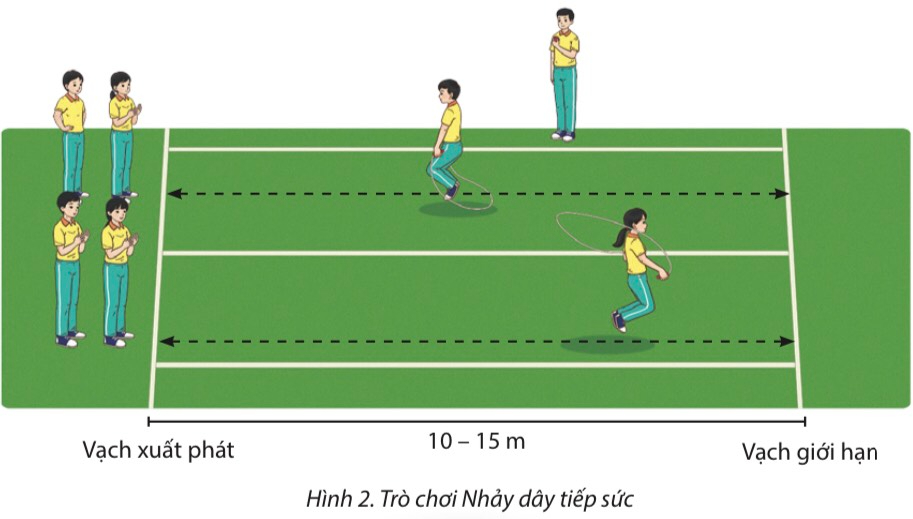 10 – 15 m
Vạch xuất phát
Vạch giới hạn
Hình 2. Trò chơi Nhảy dây tiếp sức